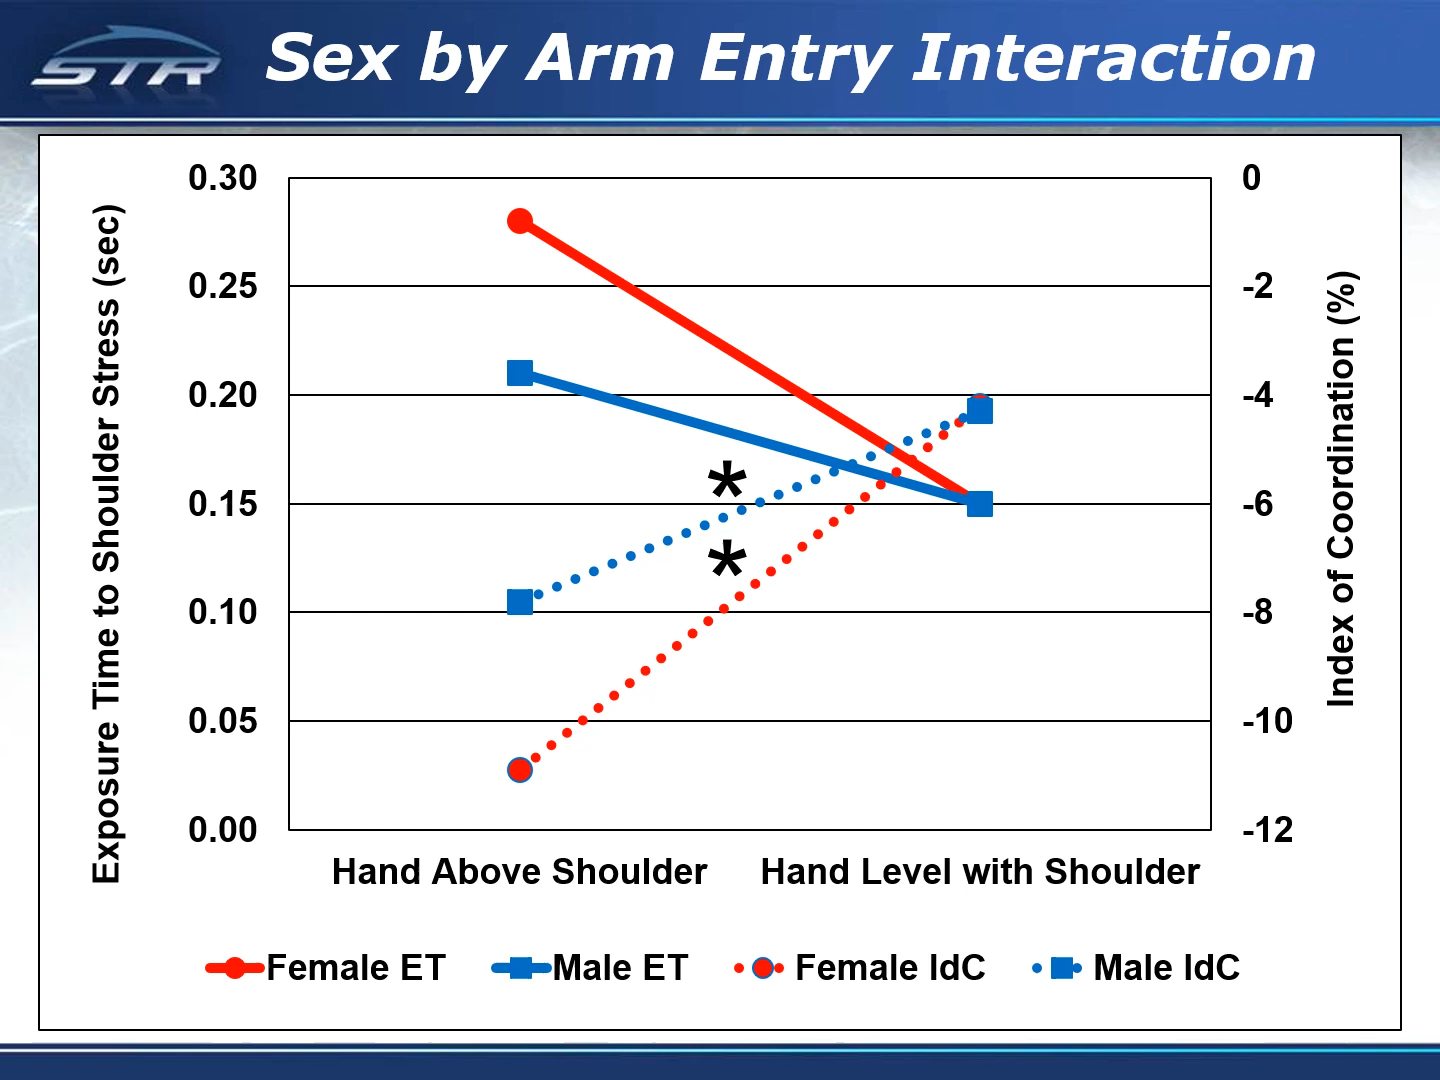 STR
Sex by Arm Entry Interaction
0.30
0.25
0.20
0.15
0.10
0.05
0.00
Exposure Time to Shoulder Stress (sec)
*
*
0
-2
-4
-6
-8
-10
-12
Index of Coordination (%)
Hand Above Shoulder
Hand Level with Shoulder
Female ET
Male ET
Female IdC
Male IdC